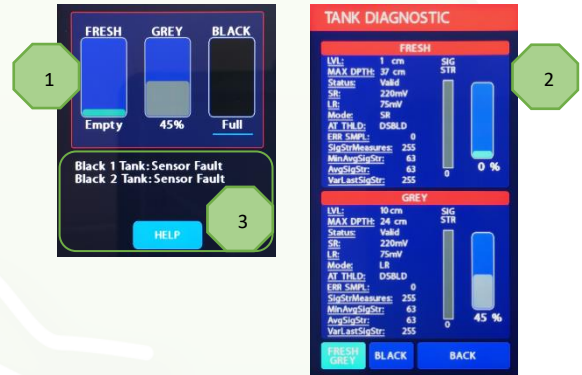 FRESH GREY BLACK
1
Empty 45% Full
Black 1 Tank: Sensor Fault
Black 2 Tank: Sensor Fault
3
HELP
TANK DIAGNOSTIC
2
FRESH
LVL: 1 cm
MAX DPTH: 37 cm
Status: Valid
SR: 220mV
LR: 75mV
Mode: SR
AT THLD: DSBLD
ERR SMPL: 0
SigStrMeasures: 255
MinAvgSigStr: 63
AvgSigStr: 63
VarLastSigStr: 255
SIG
STR
0
0 %
GREY
LVL: 10 cm
MAX DPTH: 24 cm
Status: Valid
SR: 220mV
LR: 75mV
Mode: LR
AT THLD: DSBLD
ERR SMPL: 0
SigStrMeasures: 255
MinAvgSigStr: 63
AvgSigStr: 63
VarLastSigStr: 255
SIG
STR
0
45 %
FRESH
GREY
BLACK
BACK